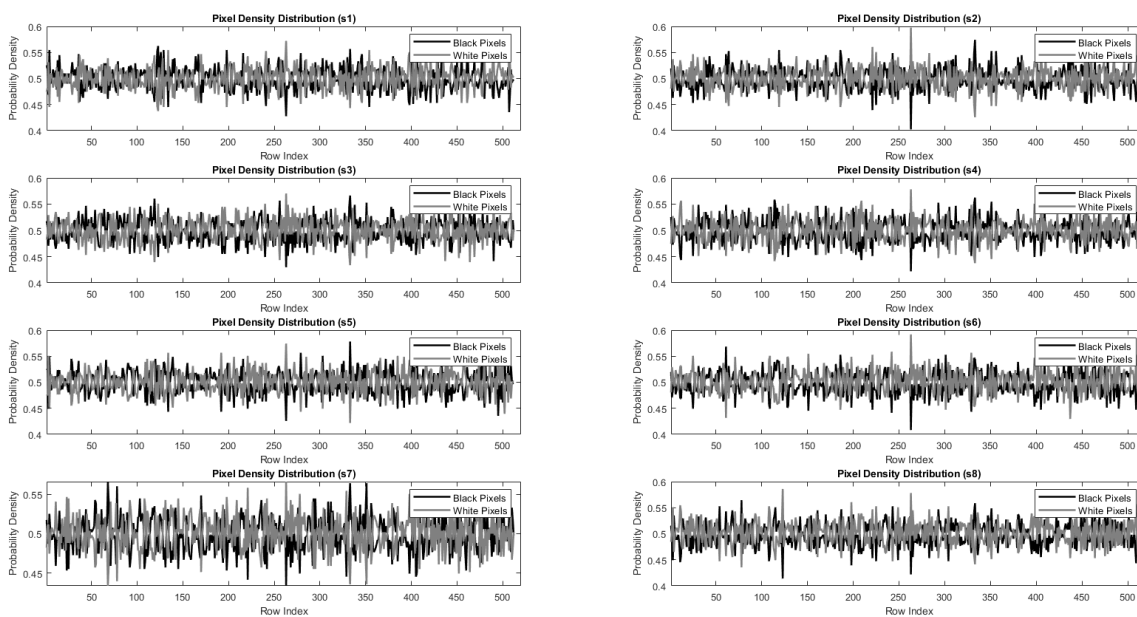 Pixel Density Distribution (s1)
Probability Density
0.6
0.55
0.5
0.45
0.4
Black Pixels
White Pixels
50 100 150 200 250 300 350 400 450 500
Row Index
Pixel Density Distribution (s2)
Probability Density
0.6
0.55
0.5
0.45
0.4
Black Pixels
White Pixels
50 100 150 200 250 300 350 400 450 500
Row Index
Pixel Density Distribution (s3)
Probability Density
0.6
0.55
0.5
0.45
0.4
Black Pixels
White Pixels
50 100 150 200 250 300 350 400 450 500
Row Index
Pixel Density Distribution (s4)
Probability Density
0.6
0.55
0.5
0.45
0.4
Black Pixels
White Pixels
50 100 150 200 250 300 350 400 450 500
Row Index
Pixel Density Distribution (s5)
Probability Density
0.6
0.55
0.5
0.45
0.4
Black Pixels
White Pixels
50 100 150 200 250 300 350 400 450 500
Row Index
Pixel Density Distribution (s6)
Probability Density
0.6
0.55
0.5
0.45
0.4
Black Pixels
White Pixels
50 100 150 200 250 300 350 400 450 500
Row Index
Pixel Density Distribution (s7)
Probability Density
0.55
0.5
0.45
Black Pixels
White Pixels
50 100 150 200 250 300 350 400 450 500
Row Index
Pixel Density Distribution (s8)
Probability Density
0.6
0.55
0.5
0.45
0.4
Black Pixels
White Pixels
50 100 150 200 250 300 350 400 450 500
Row Index